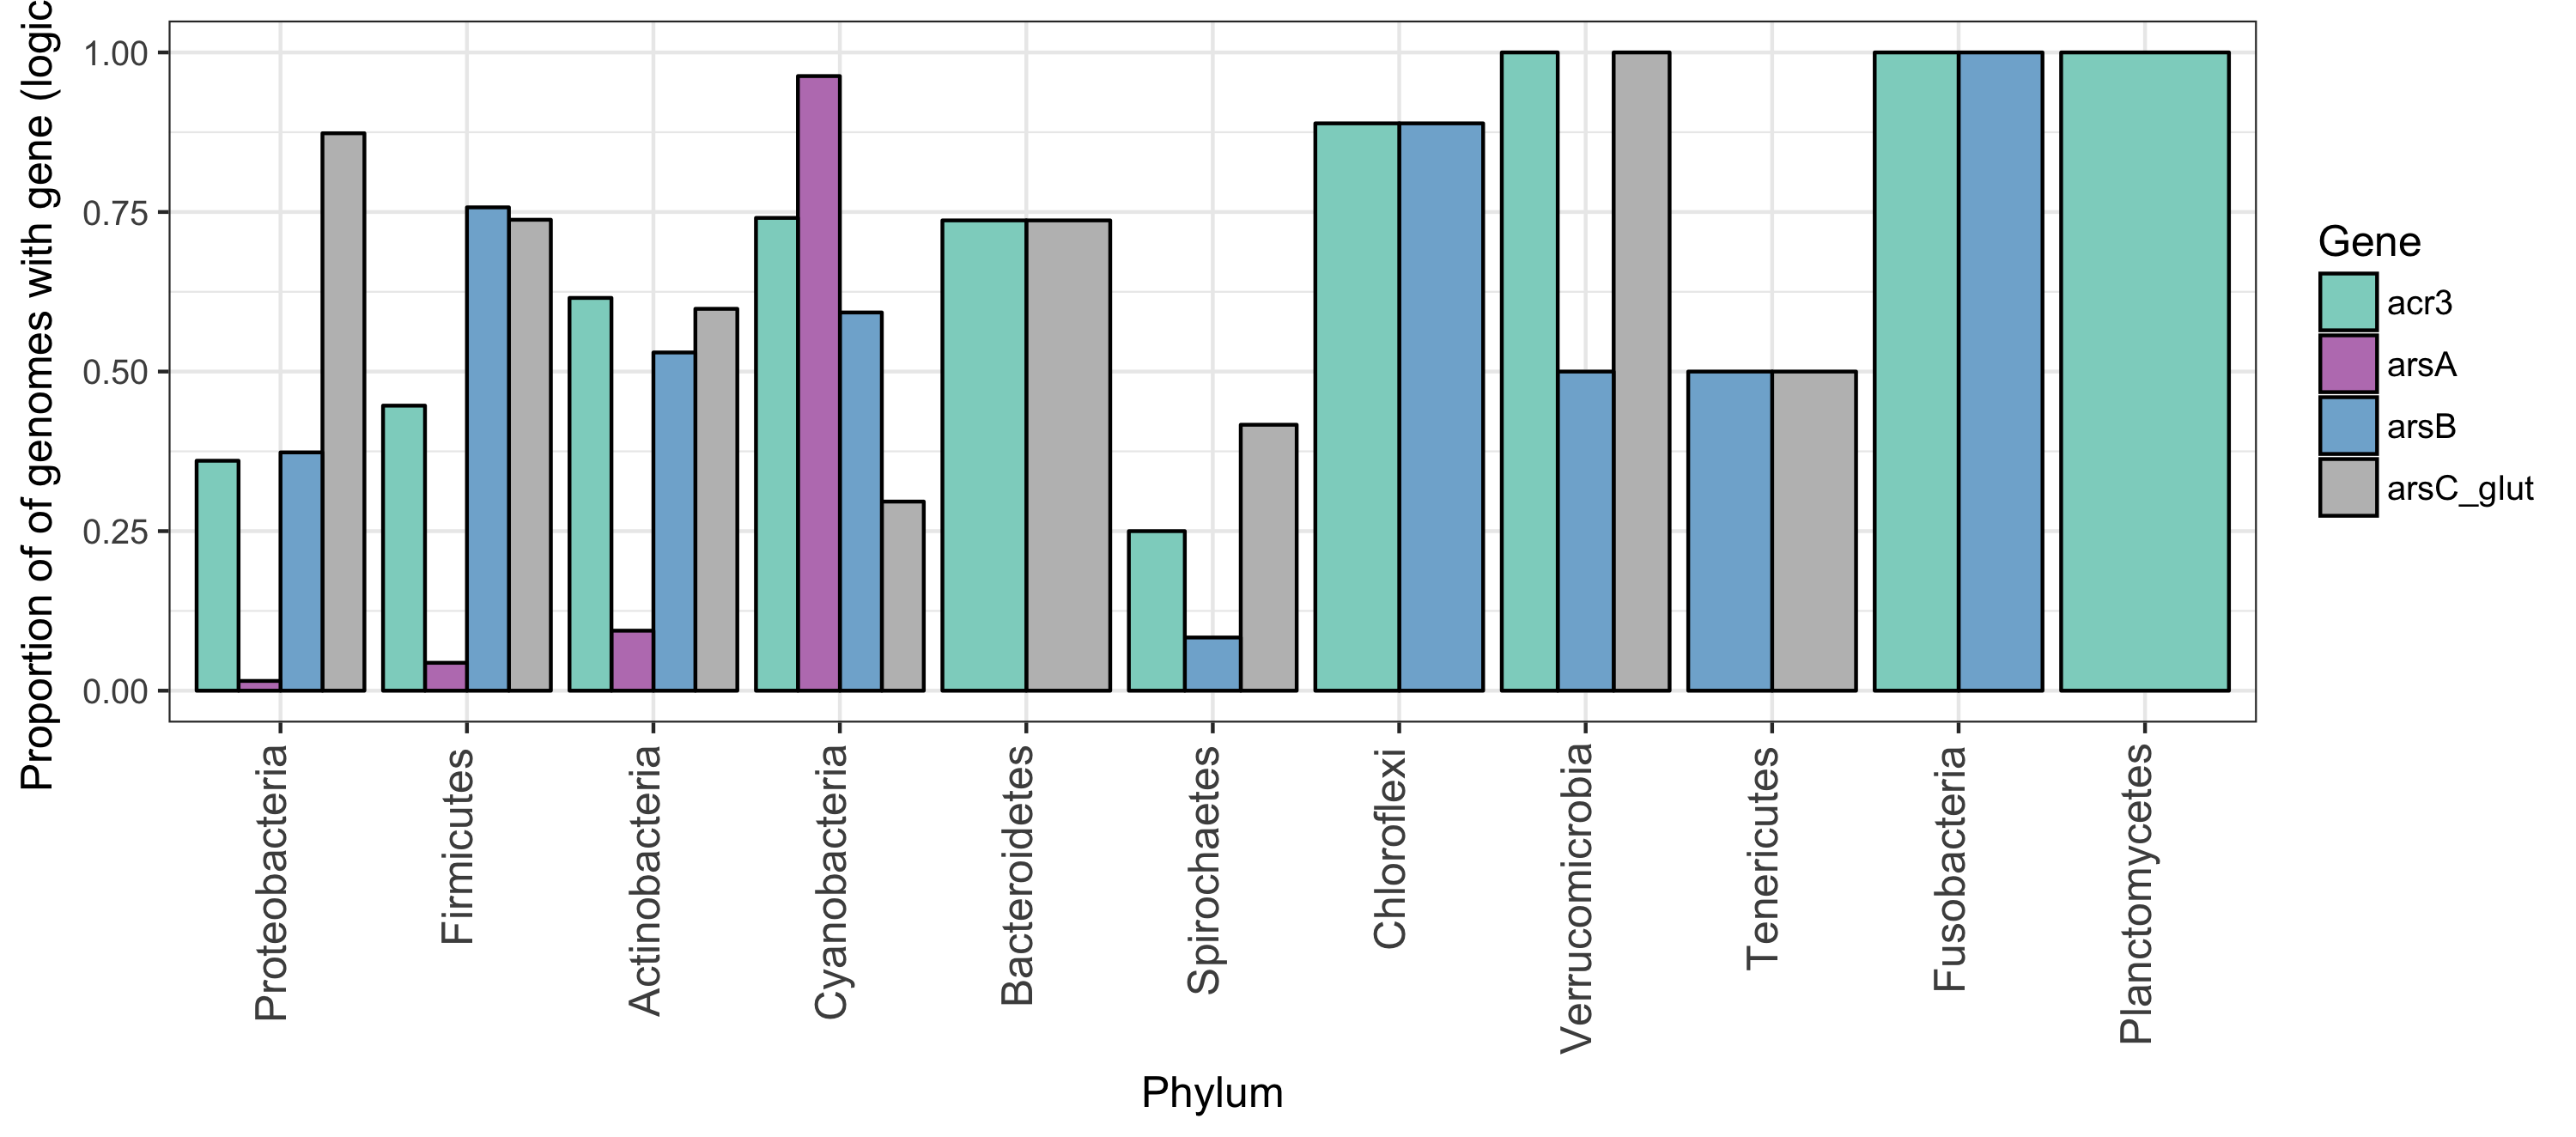 Proportion of of genomes with gene (logic
1.00
0.75
0.50
0.25
0.00
Proteobacteria
Firmicutes
Actinobacteria
Cyanobacteria
Bacteroidetes
Spirochaetes
Chloroflexi
Verrucomicrobia
Tenericutes
Fusobacteria
Planctomycetes
Phylum
Gene
acr3
arsA
arsB
arsC_glut